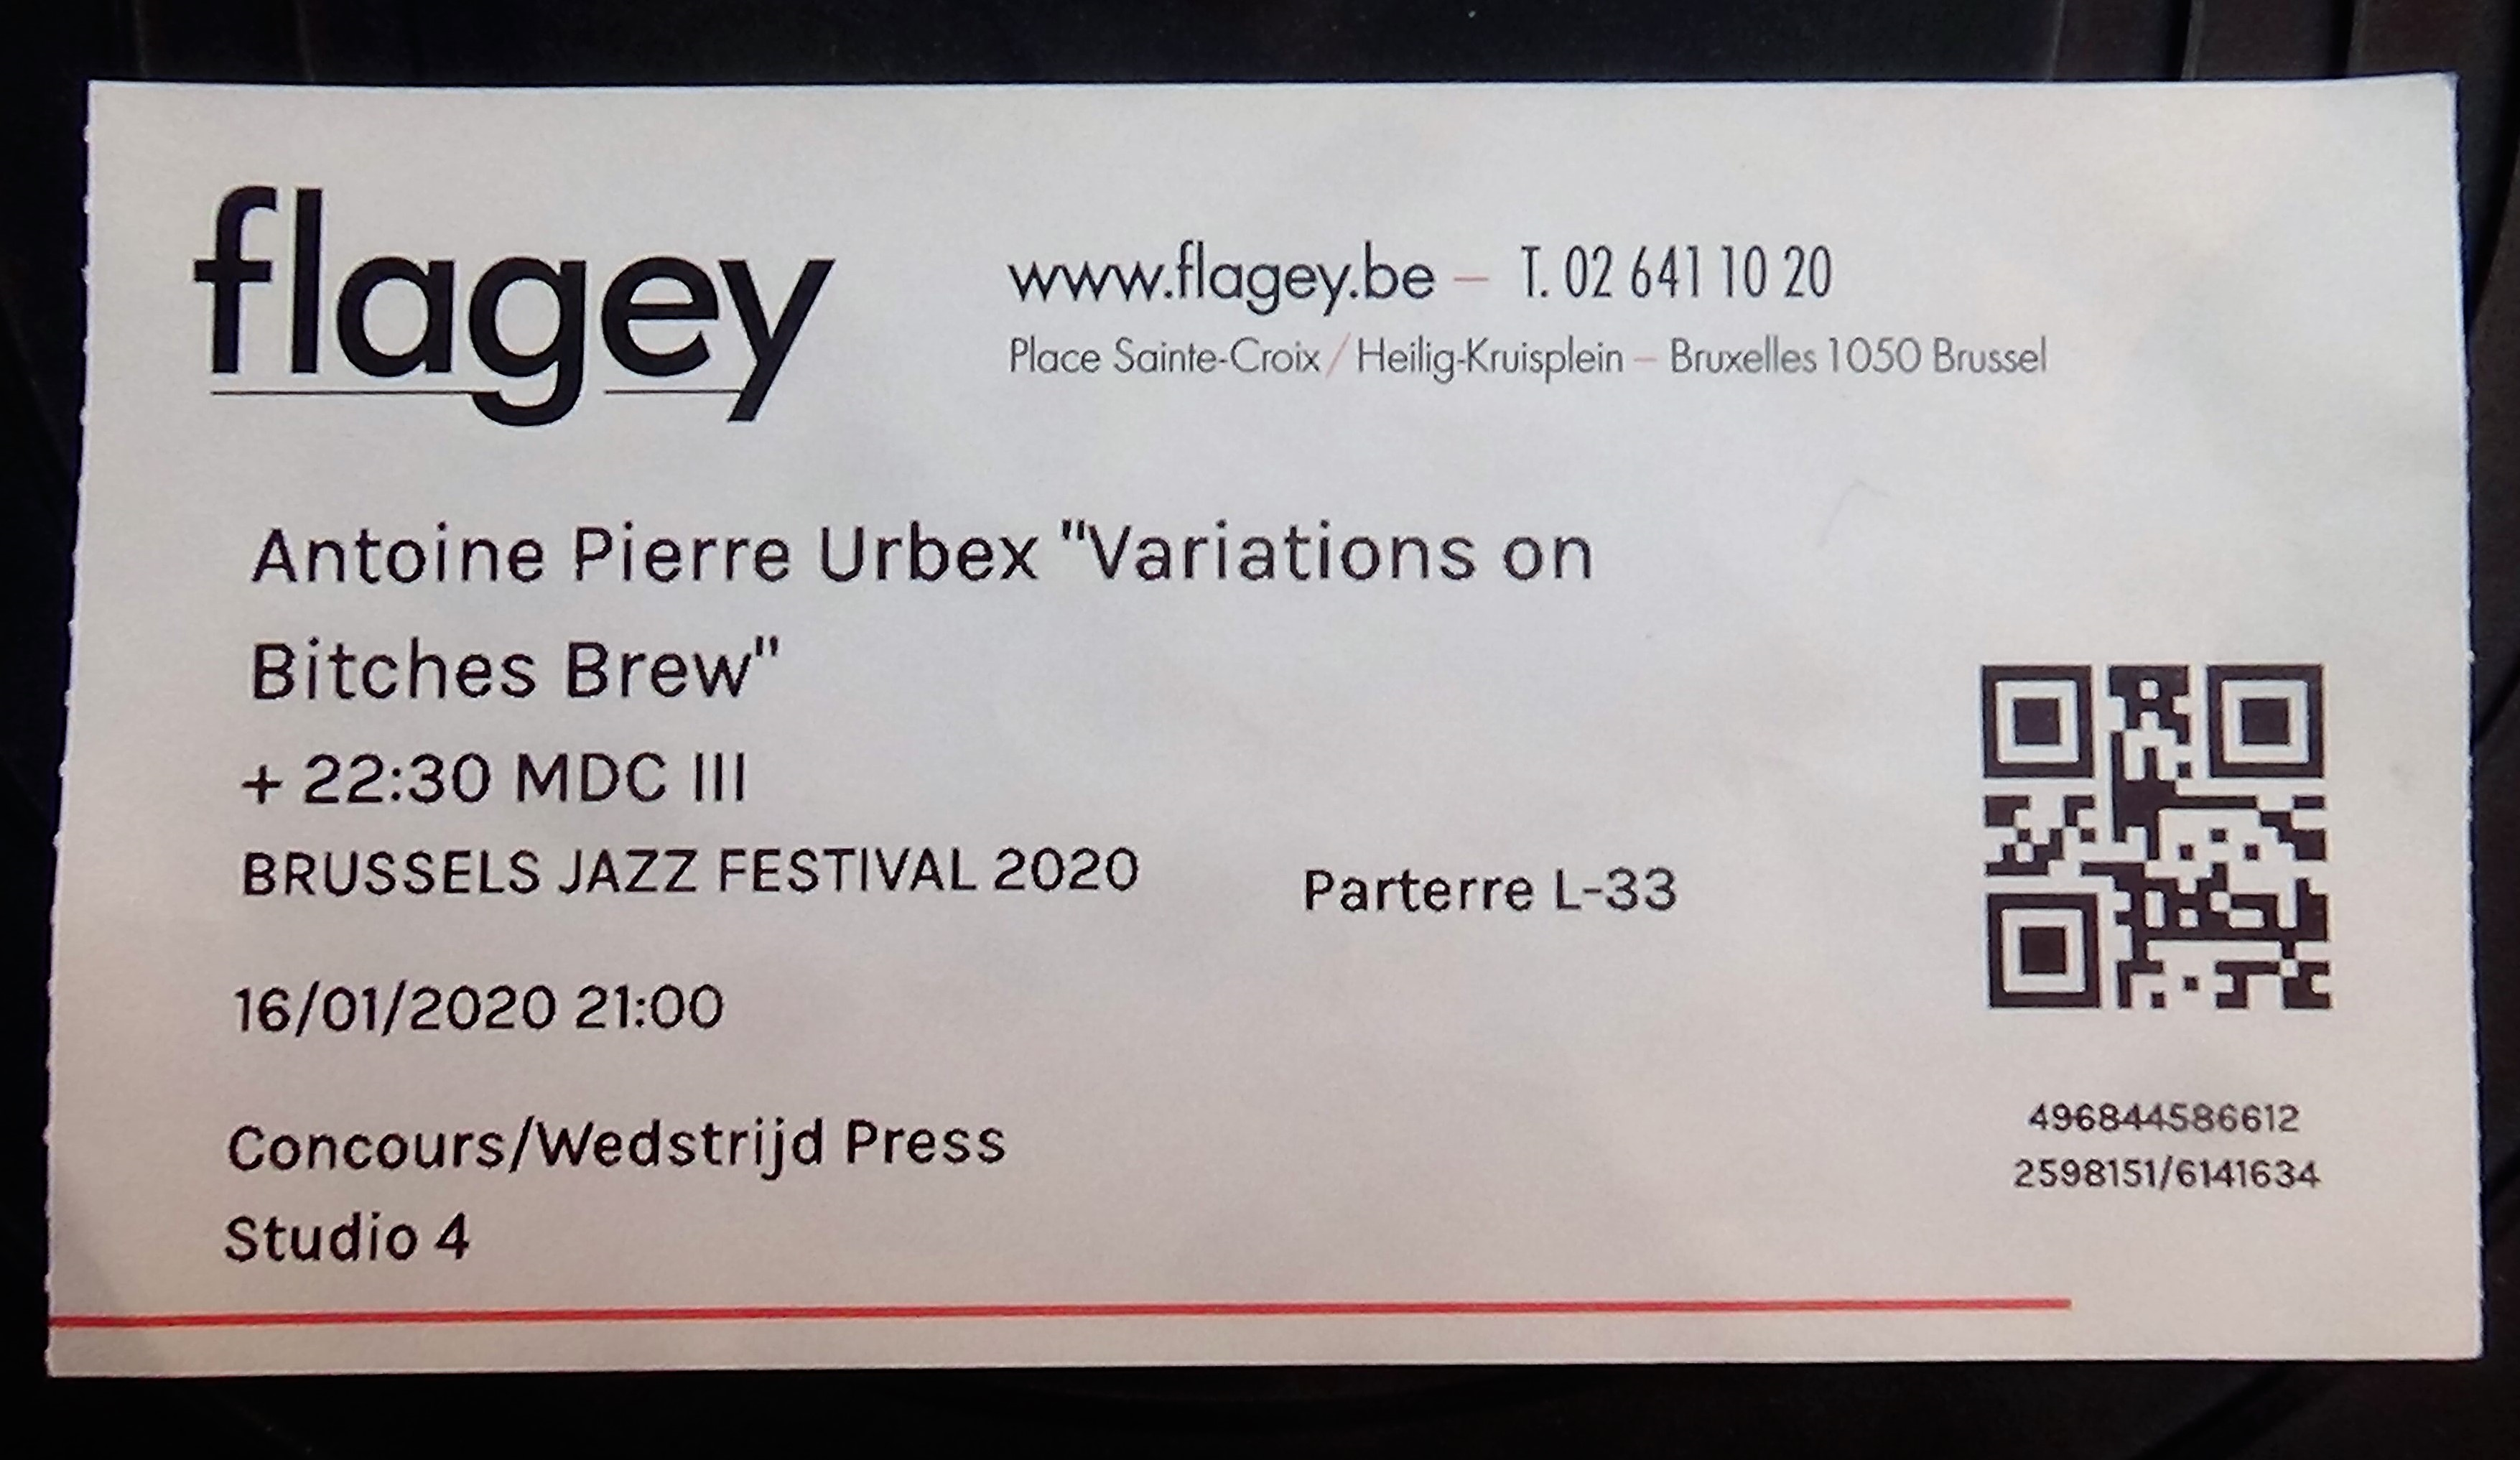 flagey
www.flagey.be – T. 02 641 10 20
Place Sainte-Croix / Heilig-Kruisplein – Bruxelles 1050 Brussel
Antoine Pierre Urbex "Variations on
Bitches Brew"
+ 22:30 MDC III
BRUSSELS JAZZ FESTIVAL 2020
Parterre L-33
16/01/2020 21:00
Concours/Wedstrijd Press
Studio 4
496844586612
2598151/6141634